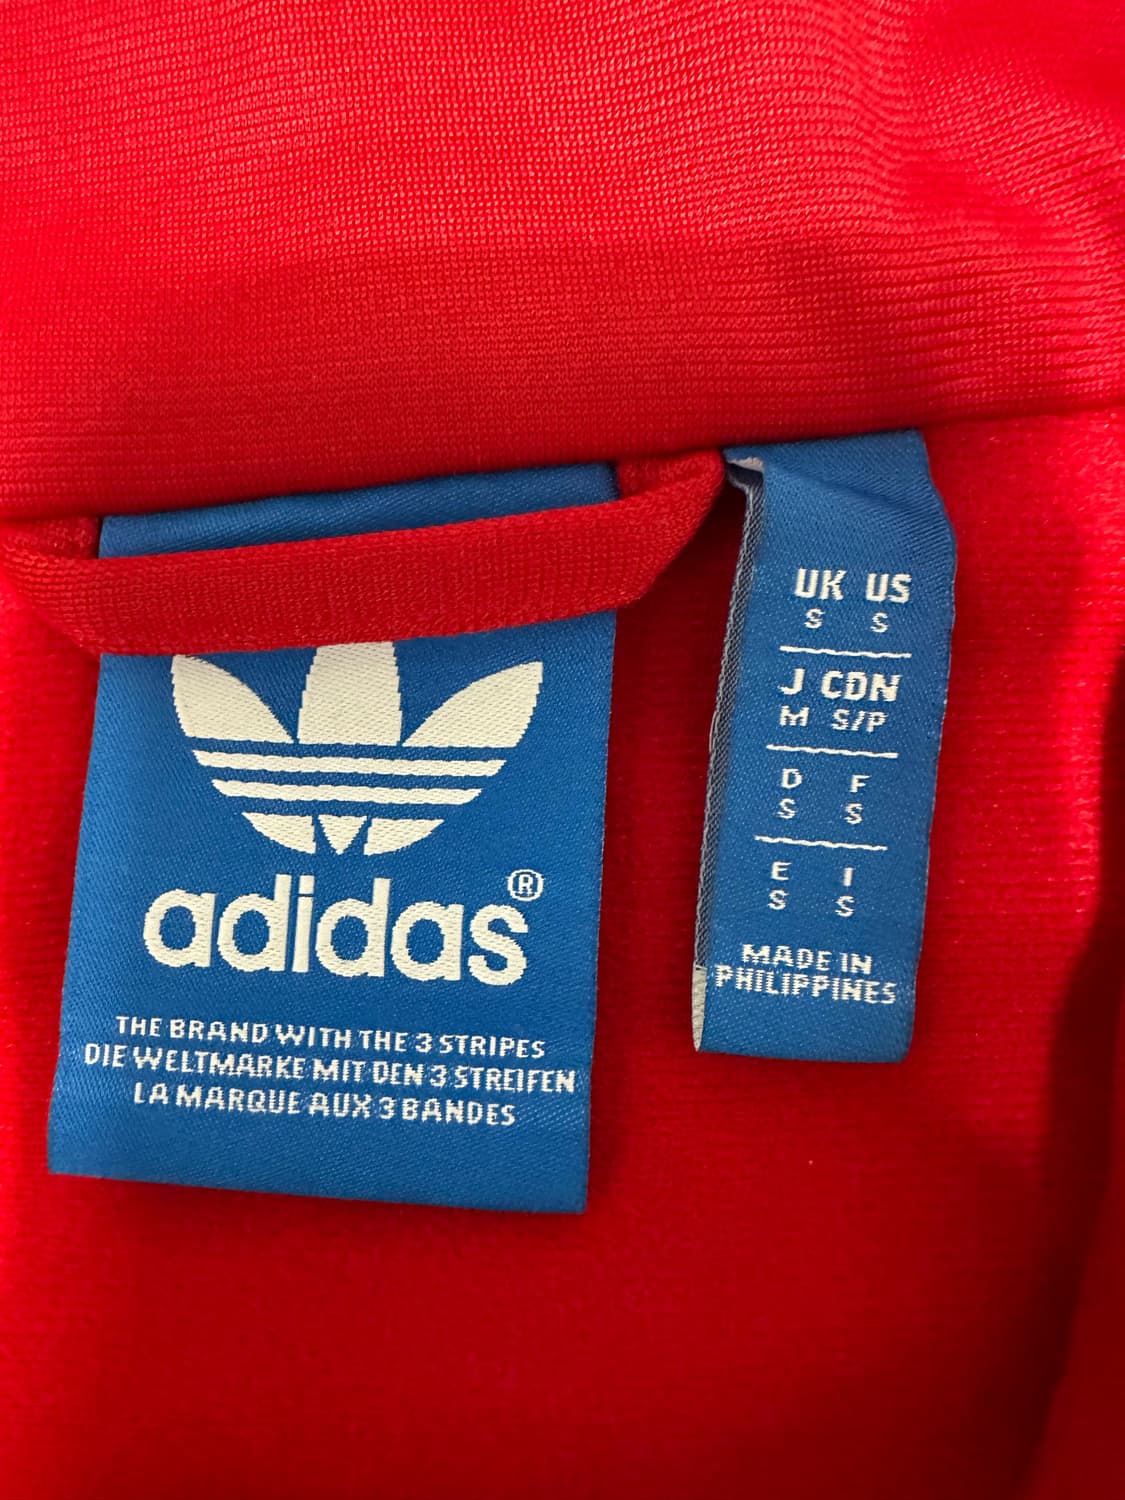 adidas®
THE BRAND WITH THE 3 STRIPES
DIE WELTMARKE MIT DEN 3 STREIFEN
LA MARQUE AUX 3 BANDES
UK US
S S
J CDN
M S/P
D F
S S
E I
S S
MADE IN
PHILIPPINES